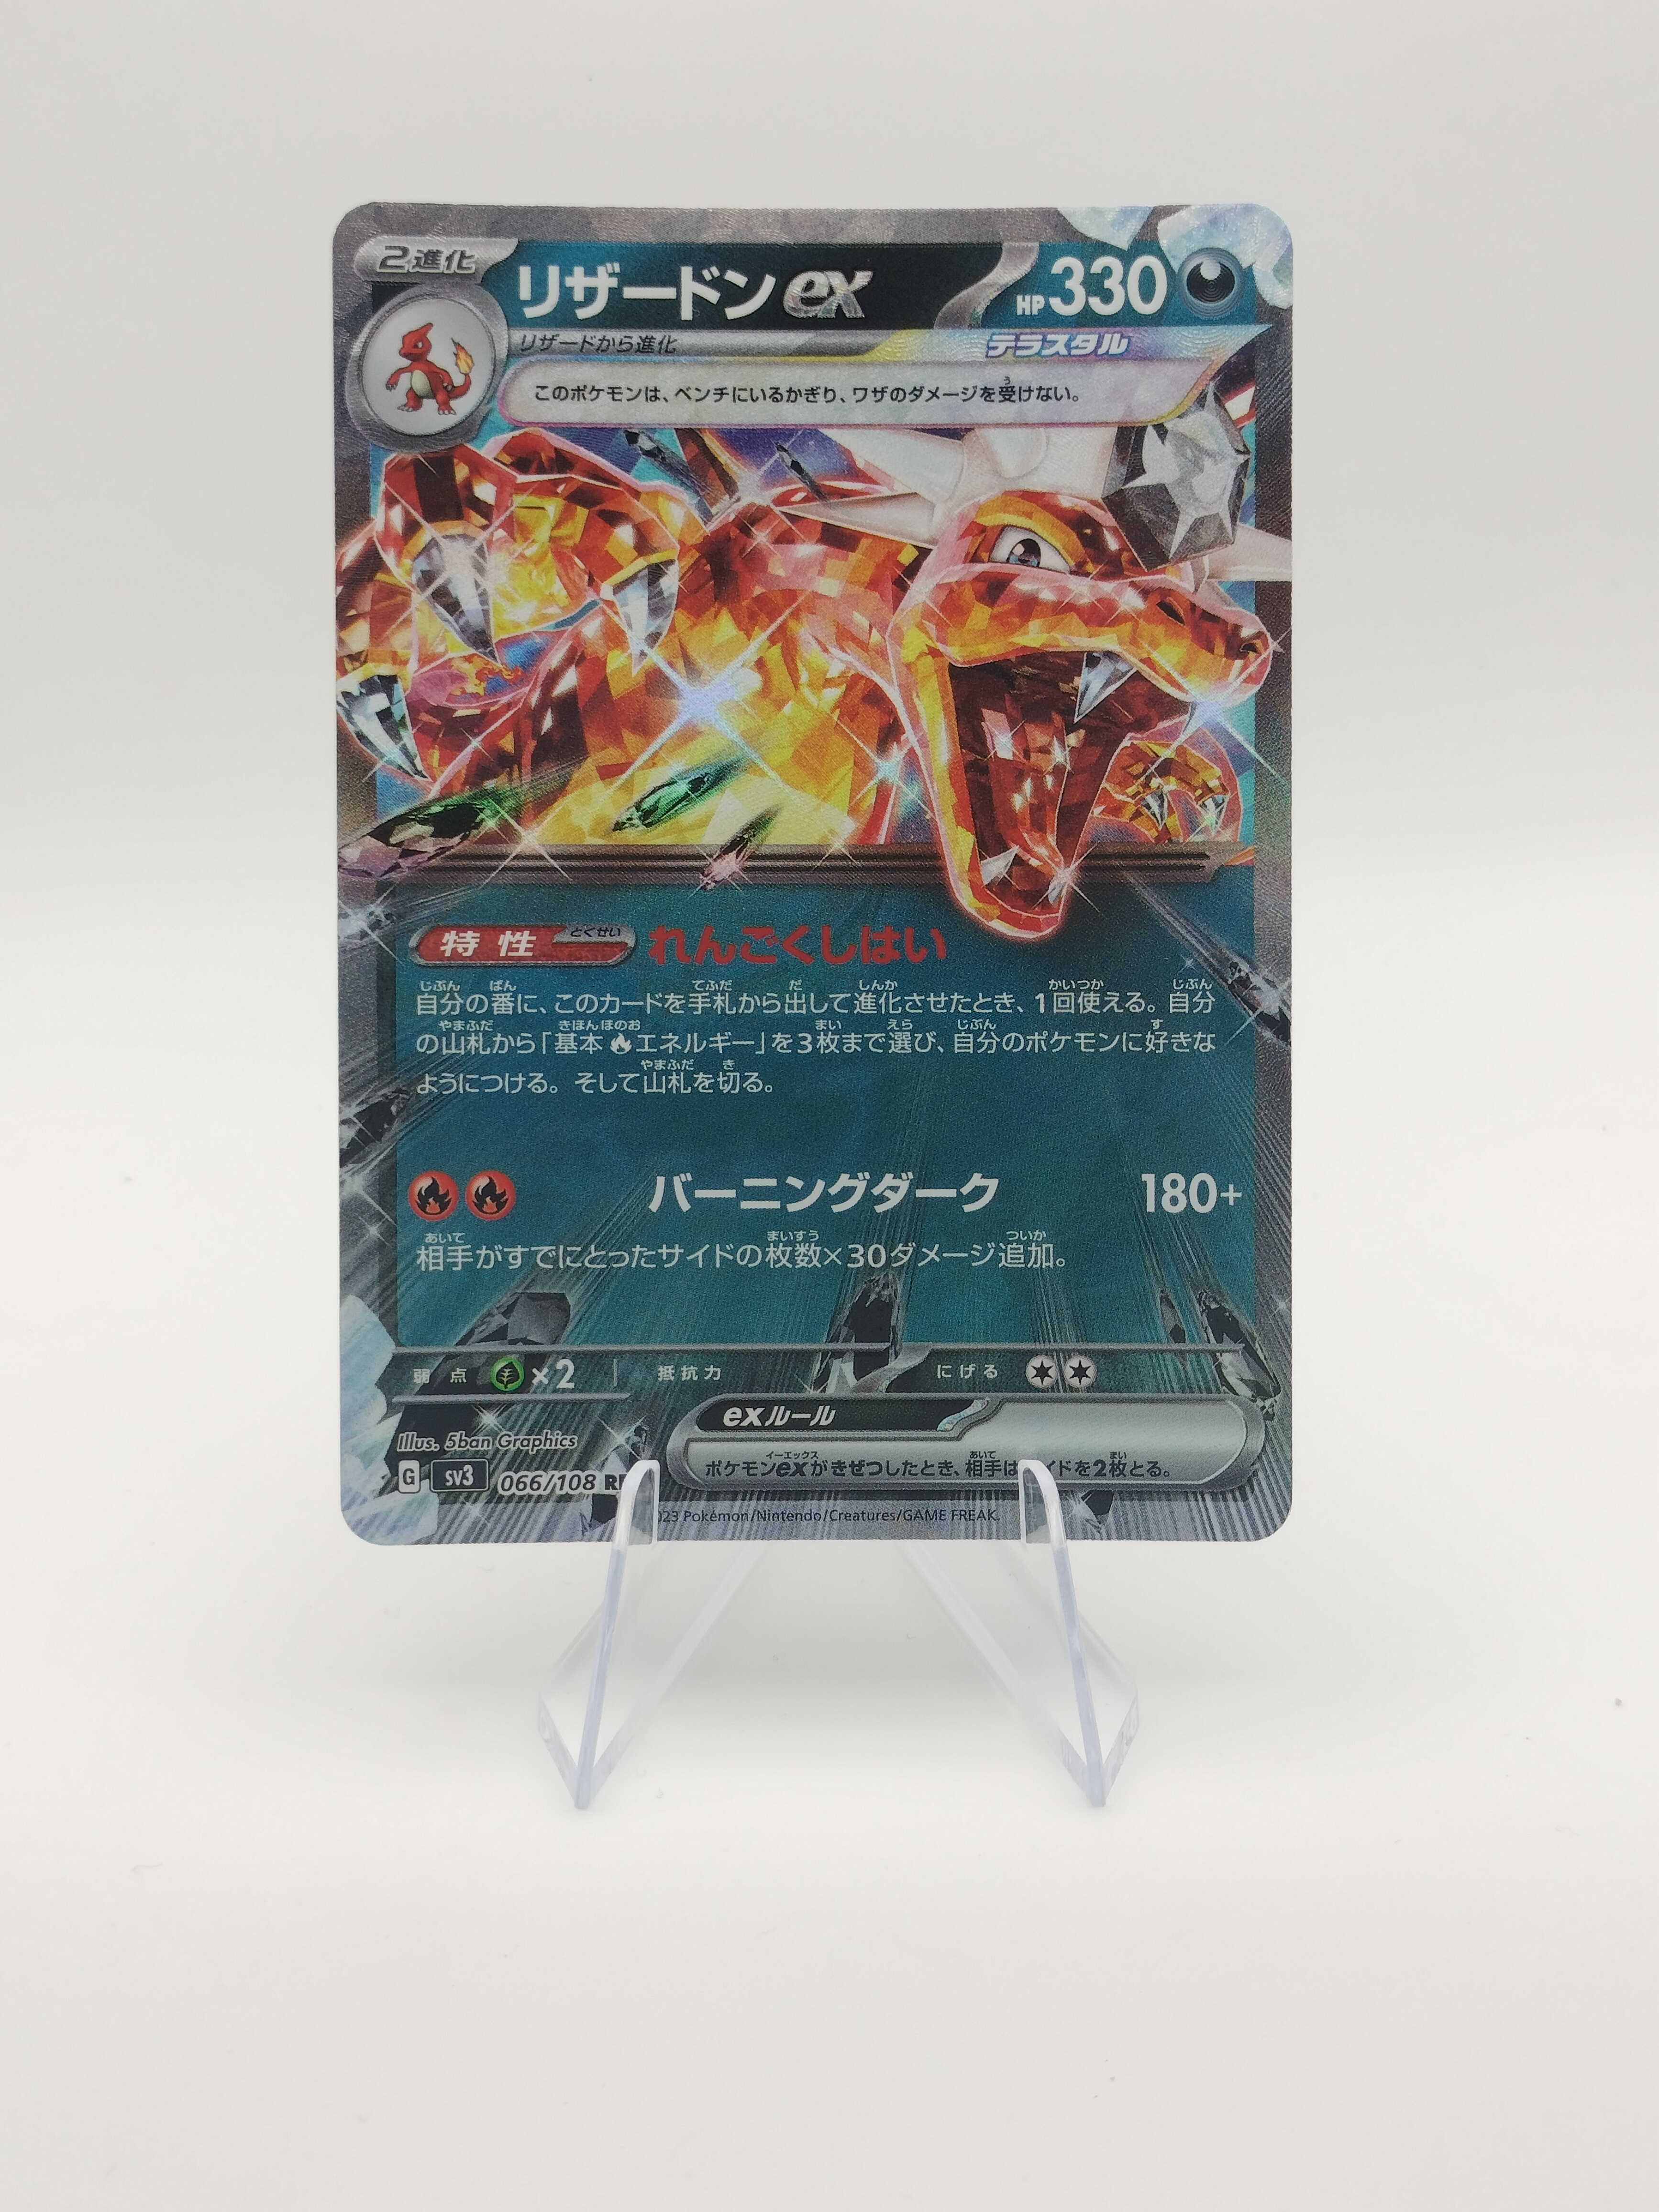 2進化
リザードンex
HP330
リザードから進化
テラスタル
このポケモンは、ベンチにいるかぎり、ワザのダメージを受けない。
特性 とくせい れんごくしはい
自分の番に、このカードを手札から出して進化させたとき、1回使える。自分
の山札から「基本 エネルギー」を3枚まで選び、自分のポケモンに好きな
ようにつける。そして山札を切る。
バーニングダーク 180+
相手がすでにとったサイドの枚数×30ダメージ追加。
弱点 ×2 抵抗力 にげる
exルール
ポケモンexがきぜつしたとき、相手は イドを2枚とる。
Illus. 5ban Graphics
G SV3 066/108
23 Pokémon/Nintendo/Creatures/GAME FREAK.